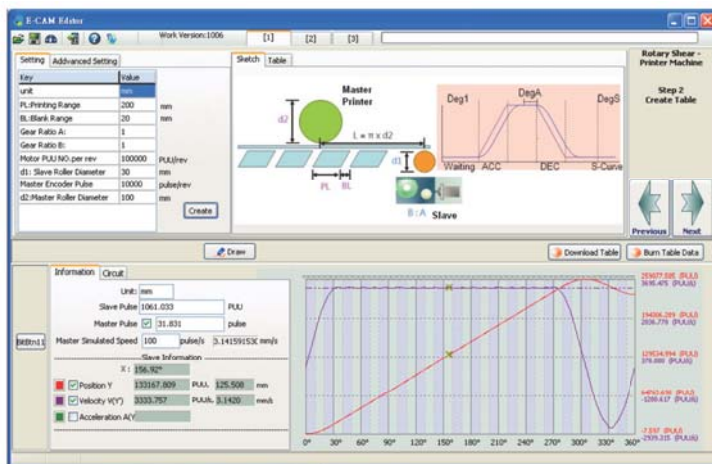 E-CAM Editor
Work Version:1006
[1]
[2]
[3]
Setting
Addvanced Setting
Key Value
unit mm
PL:Printing Range 200 mm
BL:Blank Range 20 mm
Gear Ratio A: 1
Gear Ratio B: 1
Motor PUU NO.per rev 100000 PUU/rev
d1: Slave Roller Diameter 30 mm
Master Encoder Pulse 10000 pulse/rev
d2:Master Roller Diameter 100 mm
Create
Sketch
Table
Master
Printer
d2
L = π x d2
d1
PL
BL
B : A
Slave
DegA
Deg1
DegS
Waiting
ACC
DEC
S-Curve
Rotary Shear -
Printer Machine
Step 2
Create Table
Previous
Next
Draw
Download Table
Burn Table Data
BitBtn11
Information
Circuit
Unit: mm
Slave Pulse 1061.033 PUU
Master Pulse 31.831 pulse
Master Simulated Speed 100 pulse/s mm/s
Slave Information
X : 156.92°
Position Y 133167.809 PUU, 125.508 mm
Velocity V(Y') 3333.757 3.1420 mm/s
Acceleration A(Y
3695.475 (PUU/s)
0°
30°
60°
90°
120°
150°
180°
210°
240°
270°
300°
330°
360°